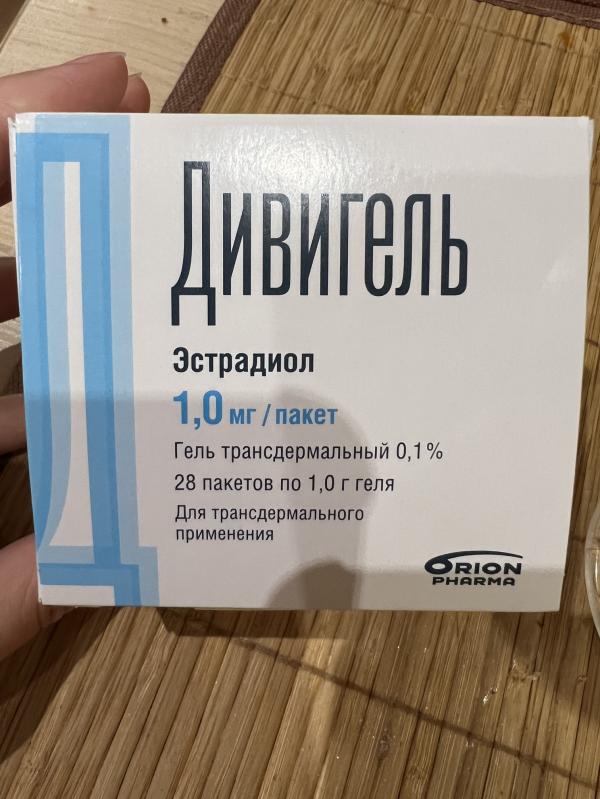 Дивигель
Эстрадиол
1,0 мг / пакет
Гель трансдермальный 0,1%
28 пакетов по 1,0 г геля
Для трансдермального
применения
ORION
PHARMA